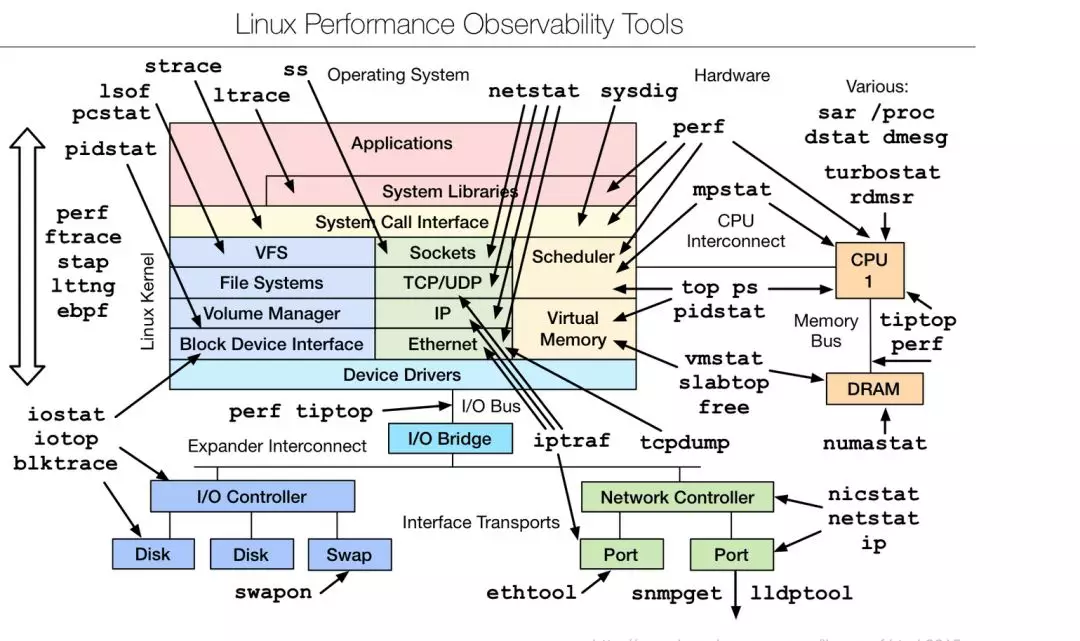 Linux Performance Observability Tools
strace
ss
Operating System
Hardware
Various:
lsof
pcstat
ltrace
netstat
sysdig
sar /proc
dstat dmesg
pidstat
perf
Applications
System Libraries
System Call Interface
turbostat
rdmsr
mpstat
CPU
Interconnect
perf
ftrace
stap
lttng
ebpf
Linux Kernel
VFS
Sockets
Scheduler
File Systems
TCP/UDP
Volume Manager
IP
Virtual
Memory
Block Device Interface
Ethernet
Device Drivers
CPU
1
top ps
pidstat
Memory
Bus
tiptop
perf
vmstat
slabtop
free
DRAM
numastat
iostat
iotop
blktrace
perf tiptop
I/O Bus
Expander Interconnect
I/O Bridge
iptraf
tcpdump
I/O Controller
Network Controller
Interface Transports
nicstat
netstat
ip
Disk
Disk
Swap
Port
Port
swapon
ethtool
snmpget
lldptool